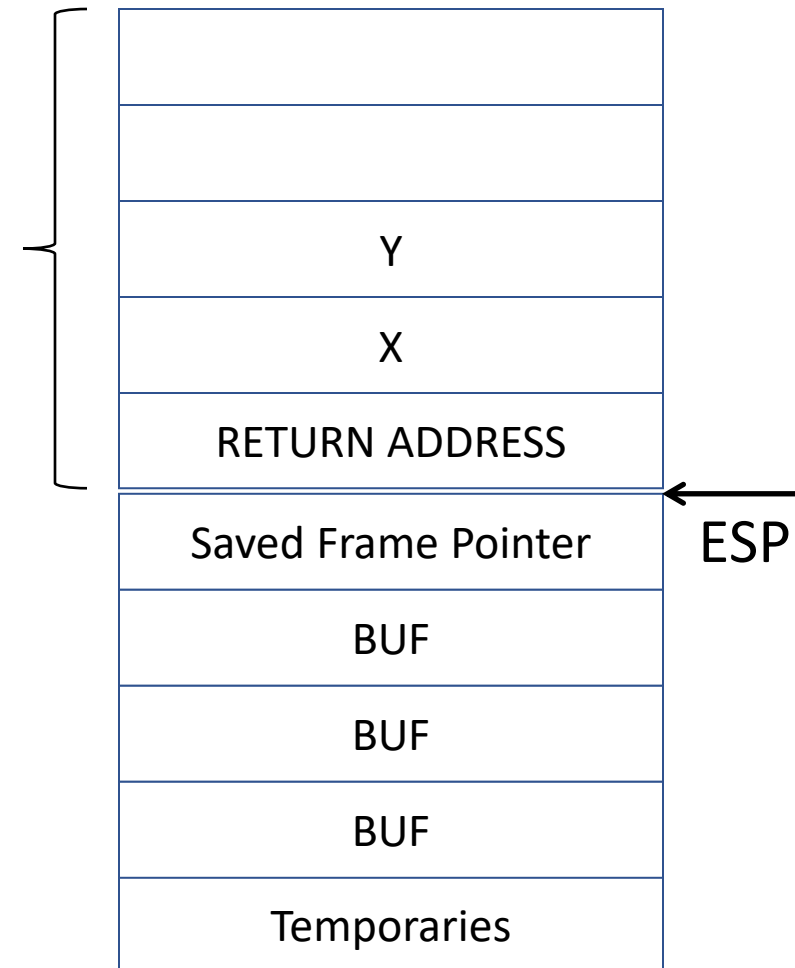 Y
X
RETURN ADDRESS
Saved Frame Pointer
ESP
BUF
BUF
BUF
Temporaries